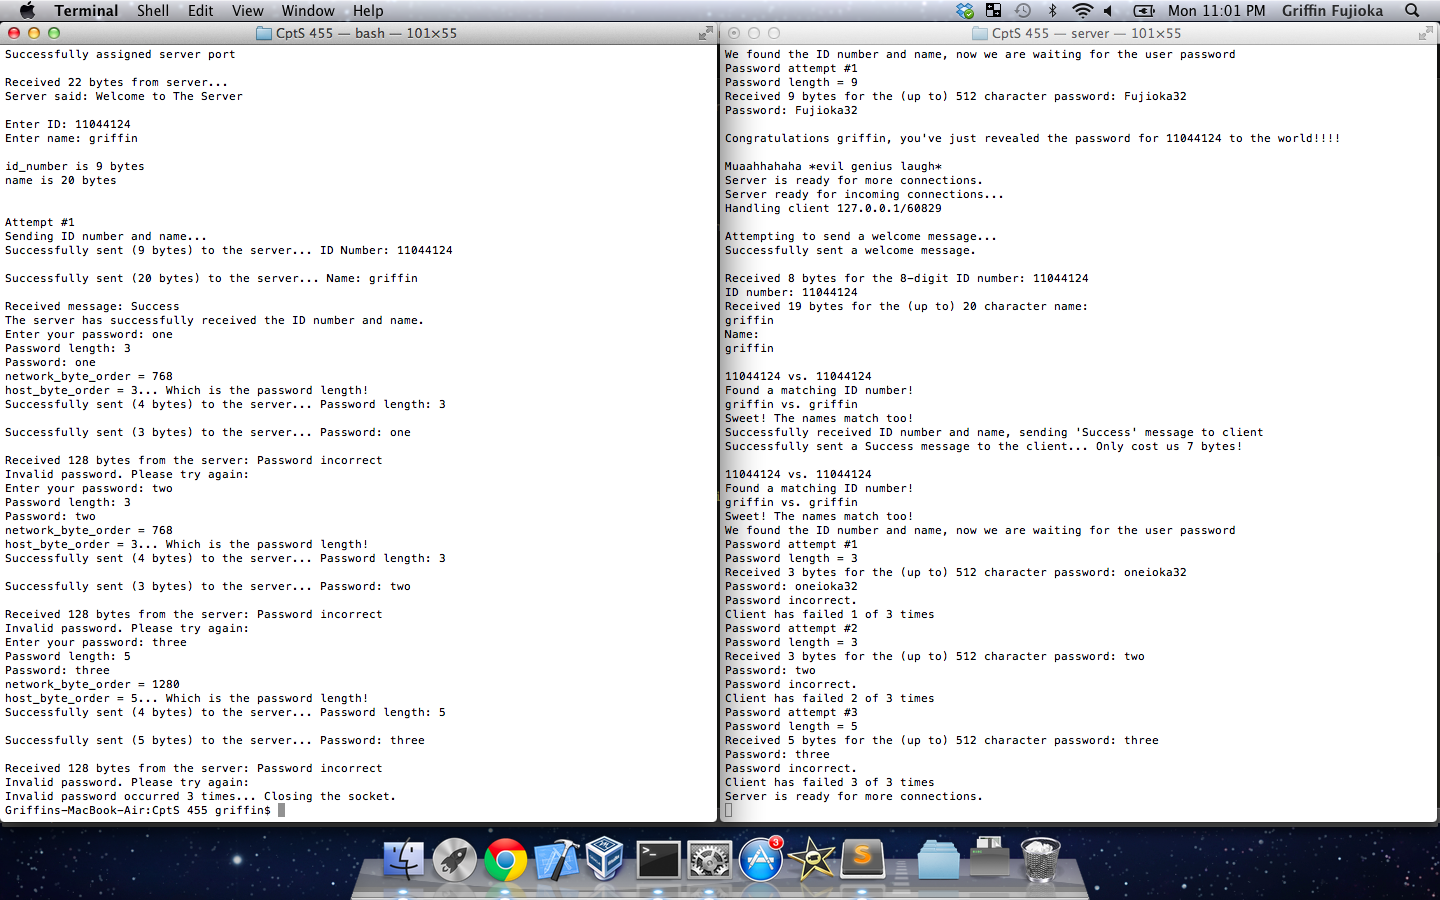 Terminal Shell Edit View Window Help Mon 11:01 PM Griffin Fujioka
CptS 455 — bash — 101×55
Successfully assigned server port
Received 22 bytes from server...
Server said: Welcome to The Server
Enter ID: 11044124
Enter name: griffin
id_number is 9 bytes
name is 20 bytes
Attempt #1
Sending ID number and name...
Successfully sent (9 bytes) to the server... ID Number: 11044124
Successfully sent (20 bytes) to the server... Name: griffin
Received message: Success
The server has successfully received the ID number and name.
Enter your password: one
Password length: 3
Password: one
network_byte_order = 768
host_byte_order = 3... Which is the password length!
Successfully sent (4 bytes) to the server... Password length: 3
Successfully sent (3 bytes) to the server... Password: one
Received 128 bytes from the server: Password incorrect
Invalid password. Please try again:
Enter your password: two
Password length: 3
Password: two
network_byte_order = 768
host_byte_order = 3... Which is the password length!
Successfully sent (4 bytes) to the server... Password length: 3
Successfully sent (3 bytes) to the server... Password: two
Received 128 bytes from the server: Password incorrect
Invalid password. Please try again:
Enter your password: three
Password length: 5
Password: three
network_byte_order = 1280
host_byte_order = 5... Which is the password length!
Successfully sent (4 bytes) to the server... Password length: 5
Successfully sent (5 bytes) to the server... Password: three
Received 128 bytes from the server: Password incorrect
Invalid password. Please try again:
Invalid password occurred 3 times... Closing the socket.
Griffins-MacBook-Air:CptS 455 griffin$
CptS 455 — server — 101×55
We found the ID number and name, now we are waiting for the user password
Password attempt #1
Password length = 9
Received 9 bytes for the (up to) 512 character password: Fujioka32
Password: Fujioka32
Congratulations griffin, you've just revealed the password for 11044124 to the world!!!!
Muaahhahaha *evil genius laugh*
Server is ready for more connections.
Server ready for incoming connections...
Handling client 127.0.0.1/60829
Attempting to send a welcome message...
Successfully sent a welcome message.
Received 8 bytes for the 8-digit ID number: 11044124
ID number: 11044124
Received 19 bytes for the (up to) 20 character name:
griffin
Name:
griffin
11044124 vs. 11044124
Found a matching ID number!
griffin vs. griffin
Sweet! The names match too!
Successfully received ID number and name, sending 'Success' message to client
Successfully sent a Success message to the client... Only cost us 7 bytes!
11044124 vs. 11044124
Found a matching ID number!
griffin vs. griffin
Sweet! The names match too!
We found the ID number and name, now we are waiting for the user password
Password attempt #1
Password length = 3
Received 3 bytes for the (up to) 512 character password: oneioka32
Password: oneioka32
Password incorrect.
Client has failed 1 of 3 times
Password attempt #2
Password length = 3
Received 3 bytes for the (up to) 512 character password: two
Password: two
Password incorrect.
Client has failed 2 of 3 times
Password attempt #3
Password length = 5
Received 5 bytes for the (up to) 512 character password: three
Password: three
Password incorrect.
Client has failed 3 of 3 times
Server is ready for more connections.
3